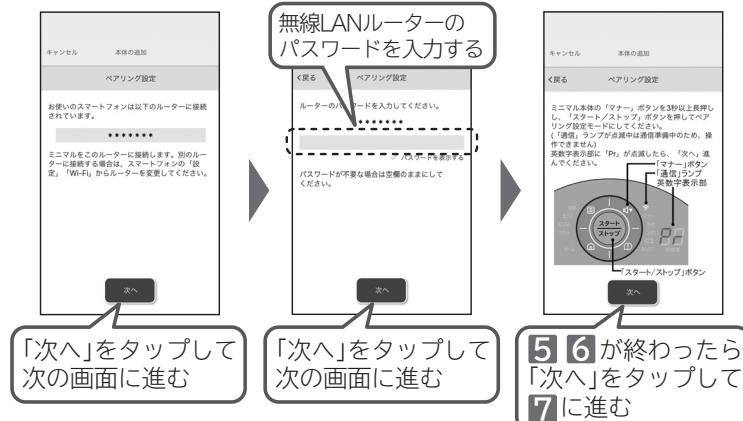 キャンセル
本体の追加
ペアリング設定
お使いのスマートフォンは以下のルーターに接続
されています。
*******
ミニマルをこのルーターに接続します。別のルー
ターに接続する場合は、スマートフォンの「設
定」「Wi-Fi」からルーターを変更してください。
次へ
「次へ」をタップして
次の画面に進む
無線LANルーターの
パスワードを入力する
<戻る
ペアリング設定
ルーターのパ
ードを入力してください。
*******
パスワードを表示する
パスワードが不要な場合は空欄のままにして
ください。
次へ
「次へ」をタップして
次の画面に進む
キャンセル
本体の追加
<戻る
ペアリング設定
ミニマル本体の「マナー」ボタンを3秒以上長押し
し、「スタート/ストップ」ボタンを押してペア
リング設定モードにしてください。
(「通信」ランプが点滅中は通信準備中のため、操
作できません)
英数字表示部に「Pr」が点滅したら、「次へ」進
んでください。
「マナー」ボタン
「通信」ランプ
英数字表示部
スタート
ストップ
Pr
「スタート/ストップ」ボタン
次へ
5 6 が終わったら
「次へ」をタップして
7 に進む